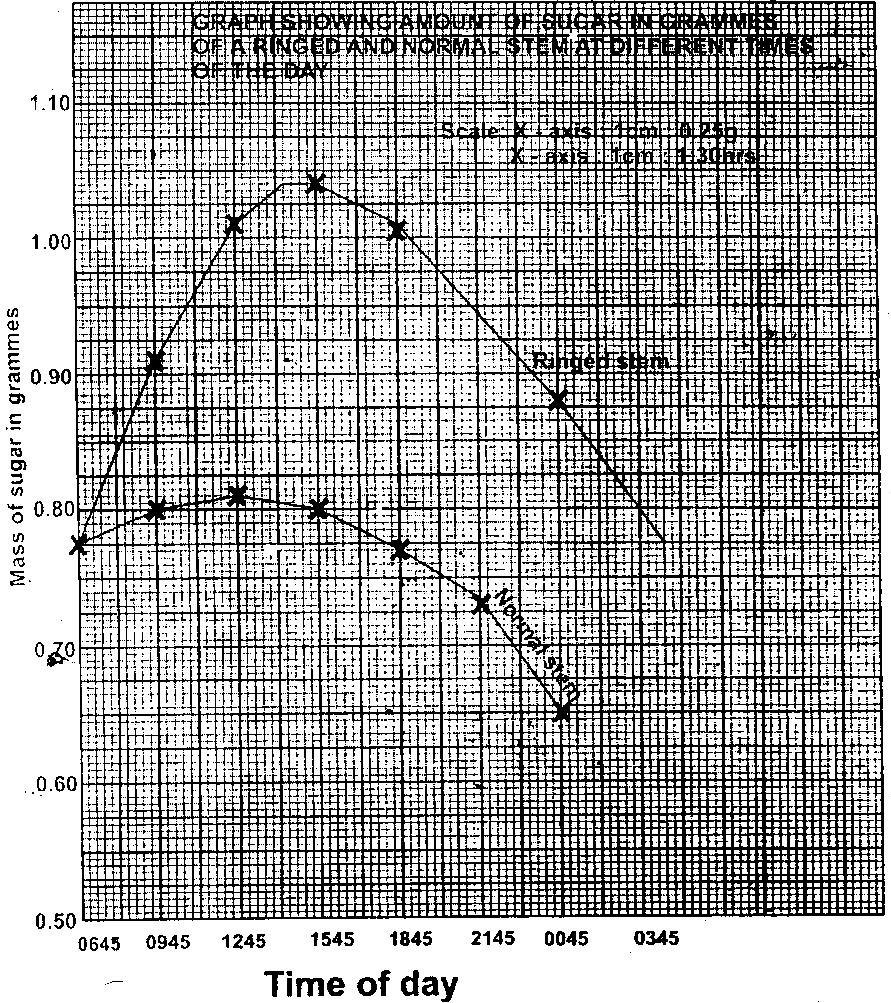 GRAPH SHOWING AMOUNT OF SUGAR IN GRAMMES
OF A RINGED AND NORMAL STEM AT DIFFERENT TIMES
OF THE DAY
Scale: X - axis : 1cm : 0.25g
X - axis : 1cm : 1.30hrs
1.10
1.00
0.90
0.80
0.70
0.60
0.50
Mass of sugar in grammes
Ringed stem
Normal stem
0645 0945 1245 1545 1845 2145 0045 0345
Time of day